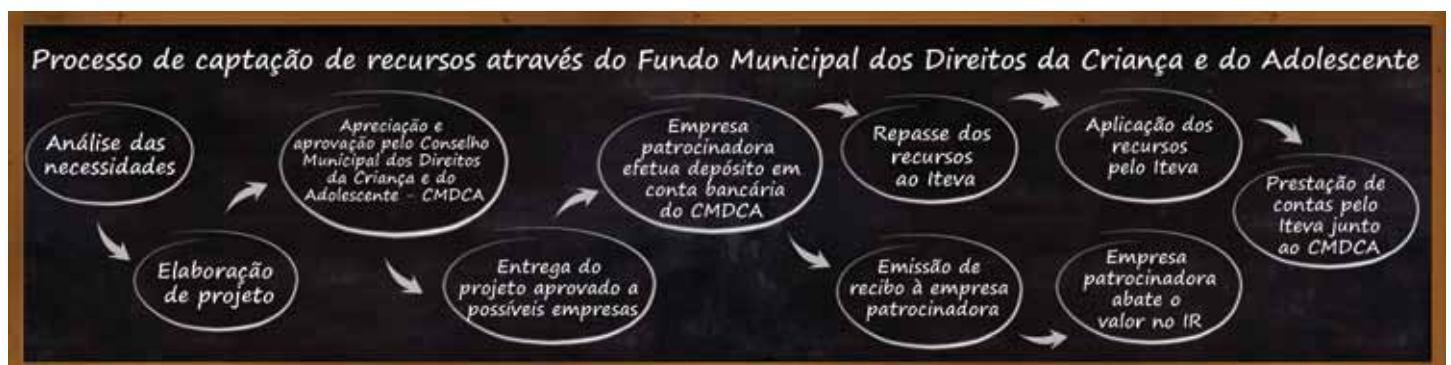 Processo de captação de recursos através do Fundo Municipal dos Direitos da Criança e do Adolescente
Análise das
necessidades
Elaboração
de projeto
Apreciação e
aprovação pelo Conselho
Municipal dos Direitos
da Criança e do
Adolescente - CMDCA
Entrega do
projeto aprovado a
possíveis empresas
Empresa
patrocinadora
efetua depósito em
conta bancária
do CMDCA
Repasse dos
recursos
ao Iteva
Aplicação dos
recursos
pelo Iteva
Prestação de
contas pelo
Iteva junto
ao CMDCA
Emissão de
recibo à empresa
patrocinadora
Empresa
patrocinadora
abate o
valor no IR